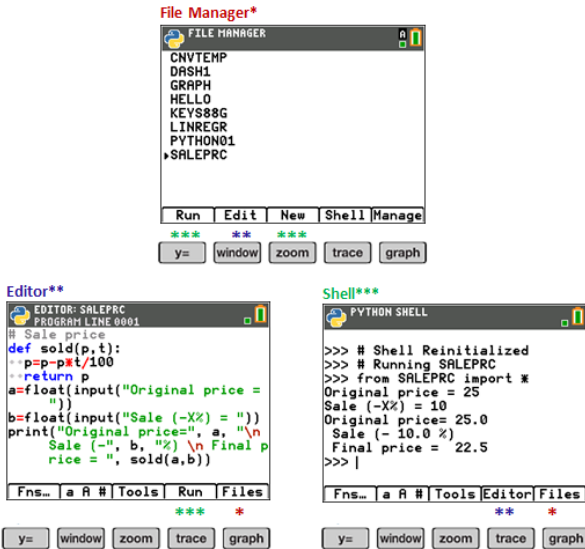 File Manager*
FILE MANAGER
A
CNVTEMP
DASH1
GRAPH
HELLO
KEYS88G
LINREGR
PYTHON01
▸SALEPRC
Run Edit New Shell Manage
*** ** ***
y= window zoom trace graph
Editor**
EDITOR: SALEPRC
PROGRAM LINE 0001
# Sale price
def sold(p,t):
··p=p-p*t/100
··return p
a=float(input("Original price =
"))
b=float(input("Sale (-X%) = "))
print("Original price=", a, "\n
Sale (-", b, "%) \n Final p
rice = ", sold(a,b))
Fns... a A # Tools Run Files
*** *
y= window zoom trace graph
Shell***
PYTHON SHELL
>>> # Shell Reinitialized
>>> # Running SALEPRC
>>> from SALEPRC import *
Original price = 25
Sale (-X%) = 10
Original price= 25.0
Sale (- 10.0 %)
Final price = 22.5
>>> |
Fns... a A # Tools Editor Files
** *
y= window zoom trace graph